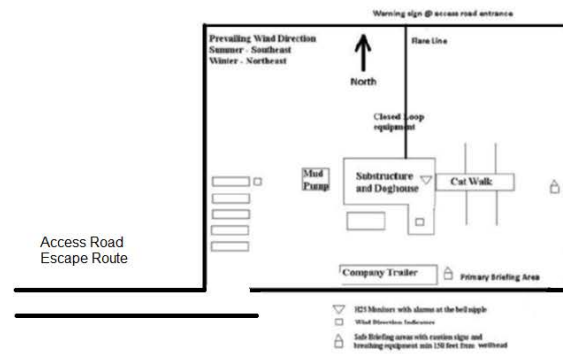 Warning sign @ access road entrance
Prevailing Wind Direction
Summer - Southeast
Winter - Northeast
Flare Line
North
Closed Loop
equipment
Mud
Pump
Substructure
and Doghouse
Cat Walk
Access Road
Escape Route
Company Trailer
Primary Briefing Area
H2S Monitors with alarms at the bell nipple
Wind Direction Indicators
Safe Briefing areas with caution signs and
breathing equipment min 150 feet from wellhead